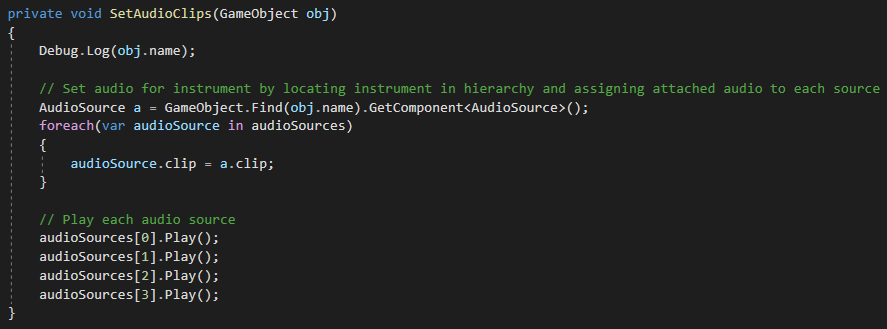 private void SetAudioClips(GameObject obj)
{
Debug.Log(obj.name);
// Set audio for instrument by locating instrument in hierarchy and assigning attached audio to each source
AudioSource a = GameObject.Find(obj.name).GetComponent<AudioSource>();
foreach(var audioSource in audioSources)
{
audioSource.clip = a.clip;
}
// Play each audio source
audioSources[0].Play();
audioSources[1].Play();
audioSources[2].Play();
audioSources[3].Play();
}